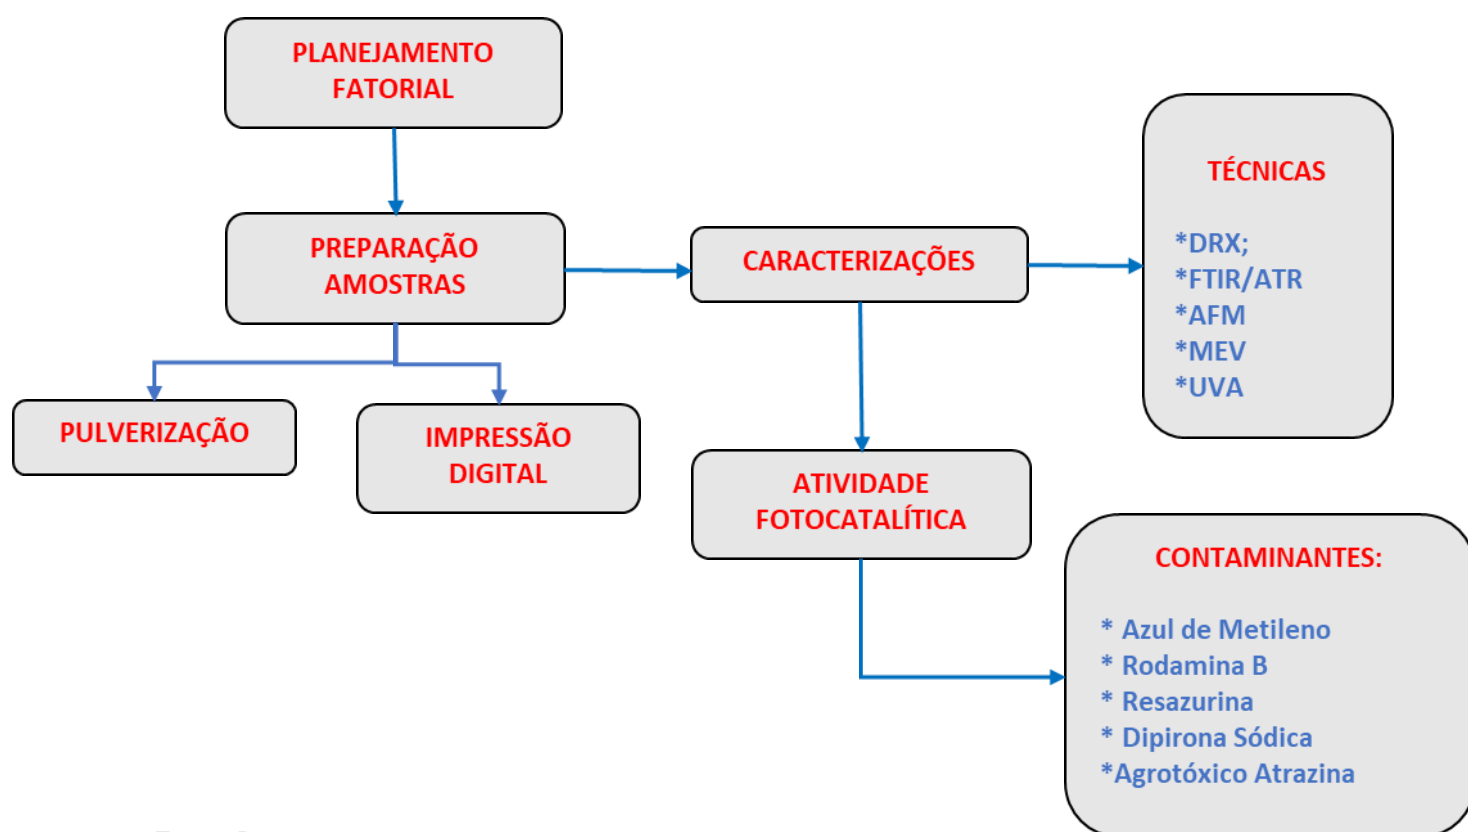 PLANEJAMENTO
FATORIAL
PREPARAÇÃO
AMOSTRAS
PULVERIZAÇÃO
IMPRESSÃO
DIGITAL
CARACTERIZAÇÕES
TÉCNICAS
*DRX;
*FTIR/ATR
*AFM
*MEV
*UVA
ATIVIDADE
FOTOCATALÍTICA
CONTAMINANTES:
* Azul de Metileno
* Rodamina B
* Resazurina
* Dipirona Sódica
*Agrotóxico Atrazina